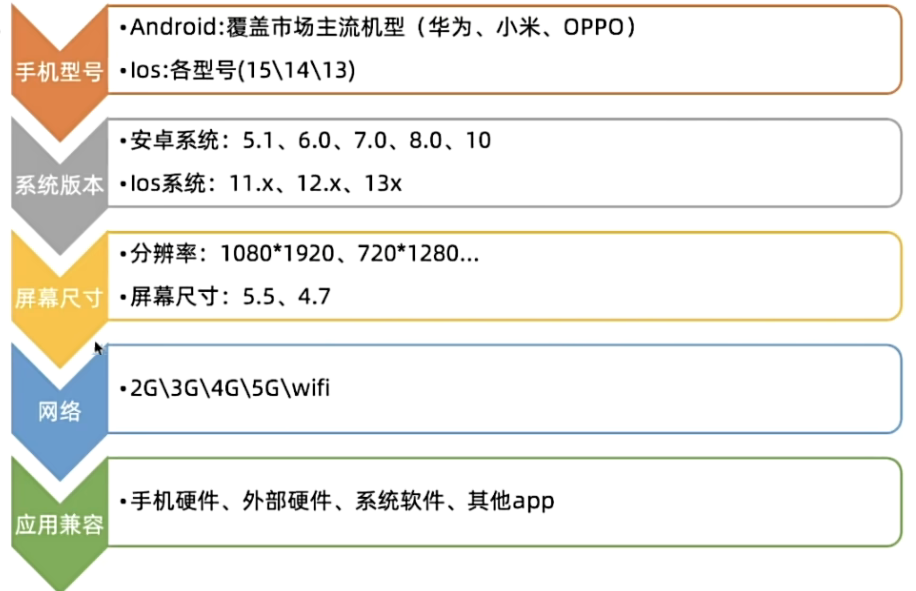 手机型号
•Android:覆盖市场主流机型（华为、小米、OPPO）
•Ios:各型号(15\14\13)
系统版本
•安卓系统：5.1、6.0、7.0、8.0、10
•Ios系统：11.x、12.x、13x
屏幕尺寸
•分辨率：1080*1920、720*1280...
•屏幕尺寸：5.5、4.7
网络
•2G\3G\4G\5G\wifi
应用兼容
•手机硬件、外部硬件、系统软件、其他app